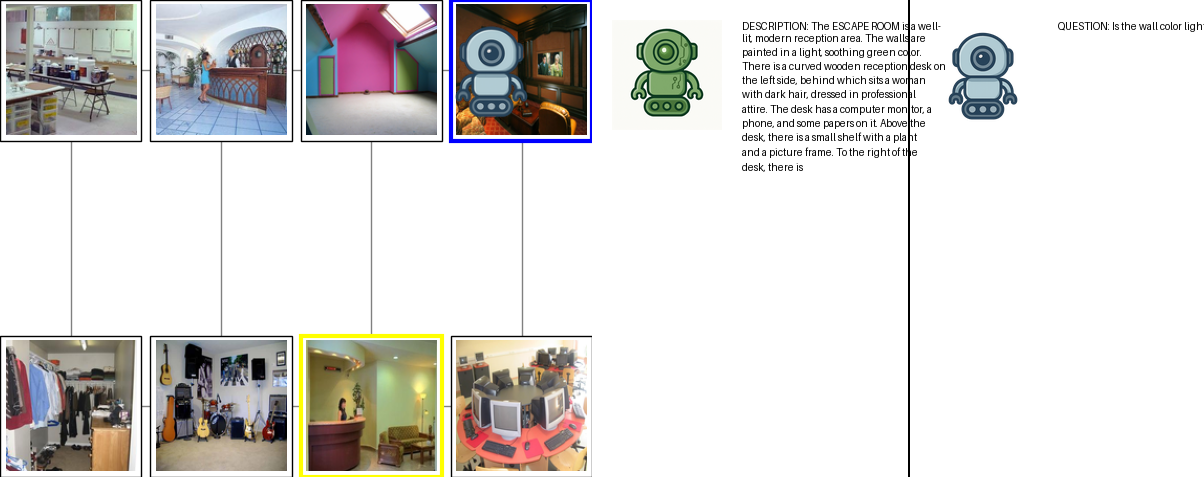 DESCRIPTION: The ESCAPE ROOM is a well-
lit, modern reception area. The walls are
painted in a light, soothing green color.
There is a curved wooden reception desk on
the left side, behind which sits a woman
with dark hair, dressed in professional
attire. The desk has a computer monitor, a
phone, and some papers on it. Above the
desk, there is a small shelf with a plant
and a picture frame. To the right of the
desk, there is
QUESTION: Is the wall color ligh